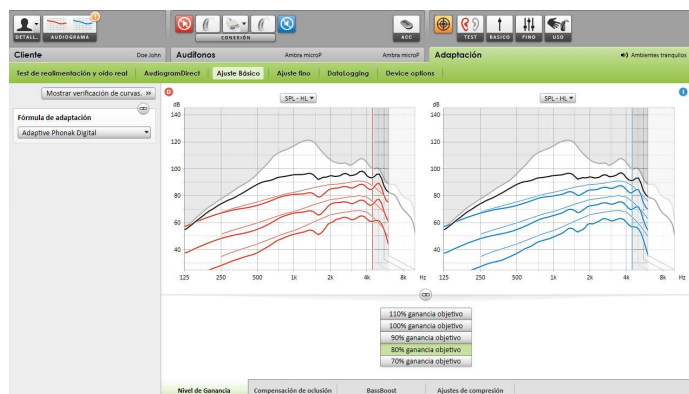 DETALL... AUDIOGRAMA CONEXIÓN ACC TEST BASICO FINO USO
Cliente Doe John Audífonos Ambra microP Ambra microP Adaptación Ambientes tranquilos
Test de realimentación y oido real AudiogramDirect Ajuste Básico Ajuste fino DataLogging Device options
Mostrar verificación de curvas. »
Fórmula de adaptación
Adaptive Phonak Digital
D
SPL - HL
dB
140
120
100
80
60
40
125 250 500 1k 2k 4k 8k Hz
I
SPL - HL
dB
140
120
100
80
60
40
125 250 500 1k 2k 4k 8k Hz
110% ganancia objetivo
100% ganancia objetivo
90% ganancia objetivo
80% ganancia objetivo
70% ganancia objetivo
Nivel de Ganancia Compensación de oclusión BassBoost Ajustes de compresión